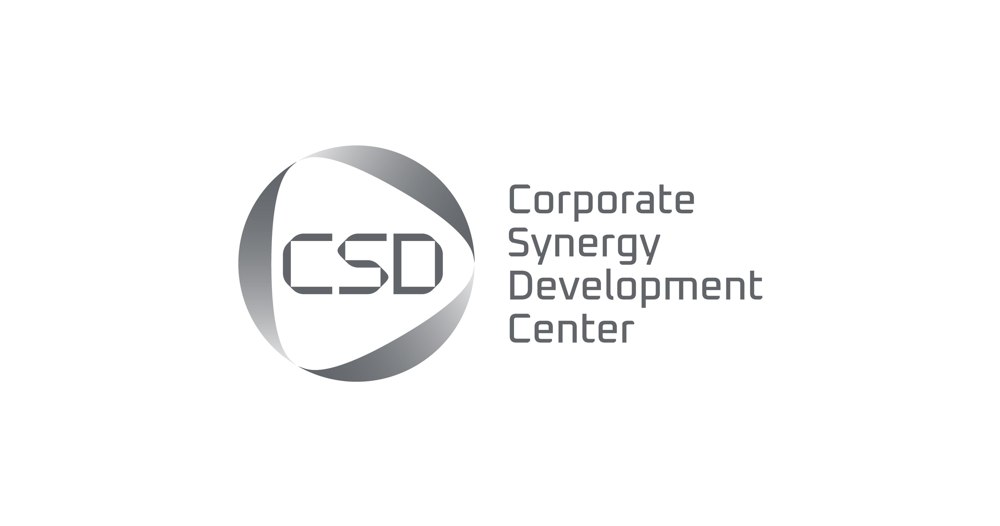 CSD
Corporate
Synergy
Development
Center